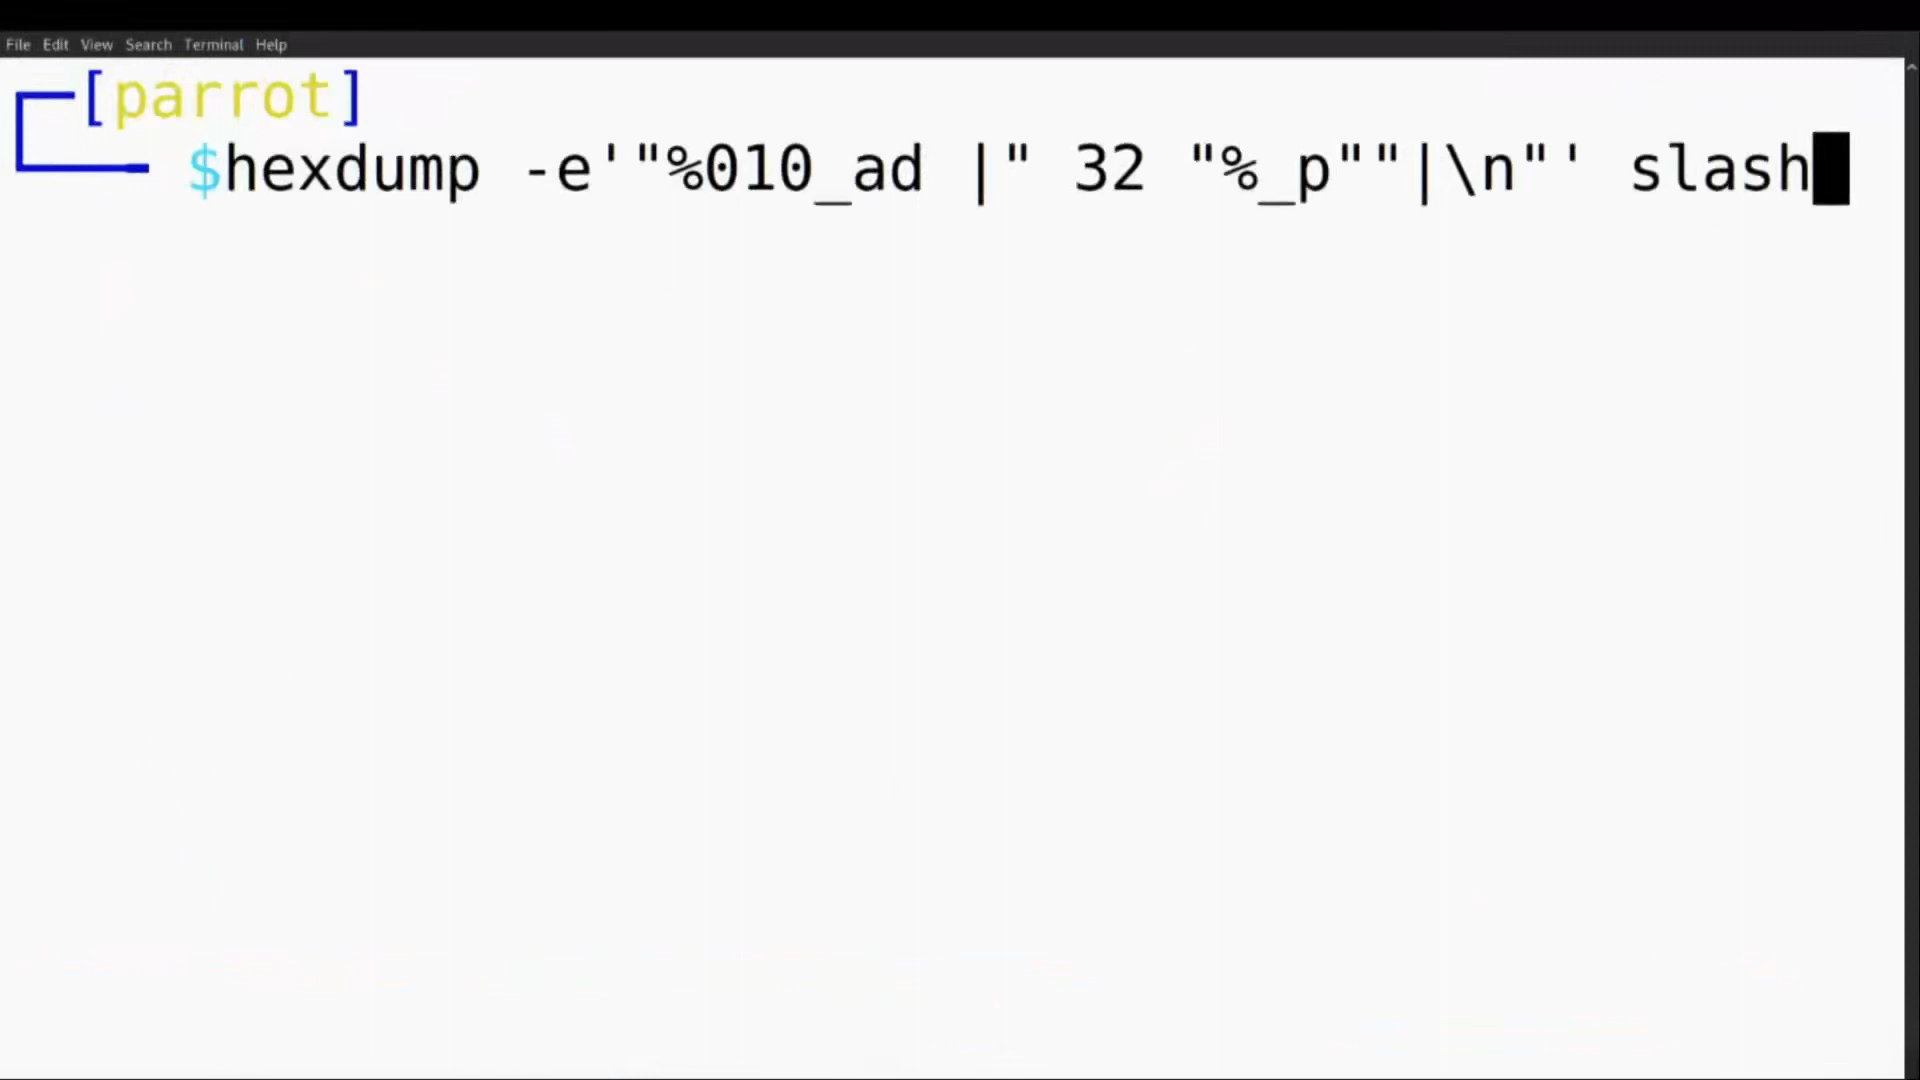 File Edit View Search Terminal Help
[parrot]
$hexdump -e'"%010_ad |" 32 "%_p""|\n"' slash